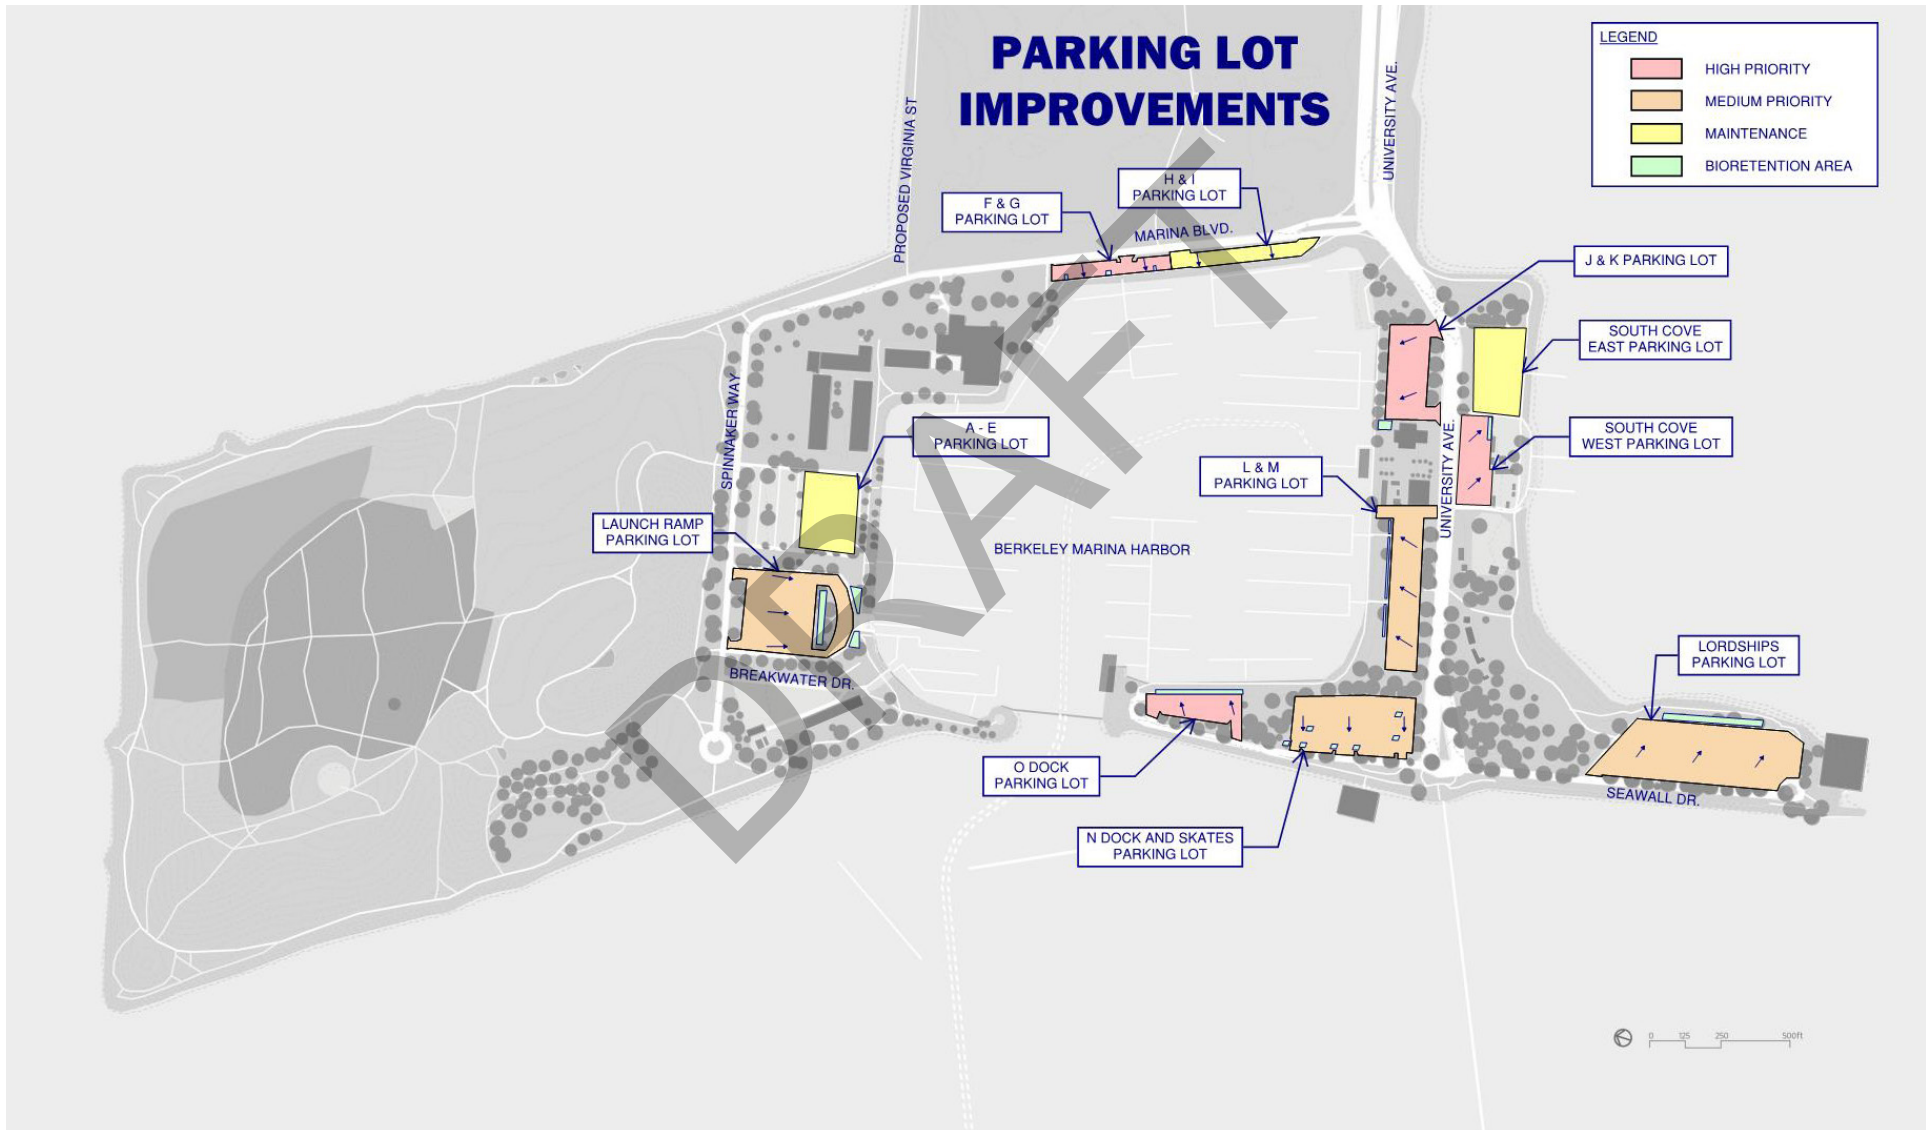 PARKING LOT
IMPROVEMENTS
LEGEND
HIGH PRIORITY
MEDIUM PRIORITY
MAINTENANCE
BIORETENTION AREA
PROPOSED VIRGINIA ST
UNIVERSITY AVE.
H & I
PARKING LOT
F & G
PARKING LOT
MARINA BLVD.
J & K PARKING LOT
SOUTH COVE
EAST PARKING LOT
SPINNAKER WAY
A - E
PARKING LOT
SOUTH COVE
WEST PARKING LOT
UNIVERSITY AVE.
L & M
PARKING LOT
LAUNCH RAMP
PARKING LOT
BERKELEY MARINA HARBOR
DRAFT
BREAKWATER DR.
LORDSHIPS
PARKING LOT
O DOCK
PARKING LOT
SEAWALL DR.
N DOCK AND SKATES
PARKING LOT
0 125 250 500ft